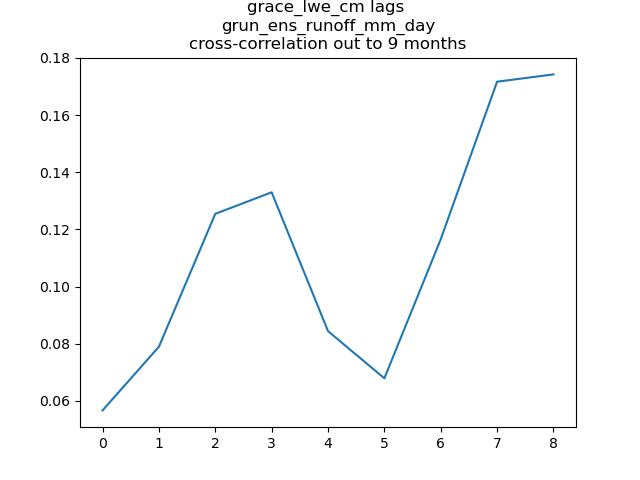 grace_lwe_cm lags
grun_ens_runoff_mm_day
cross-correlation out to 9 months
0.18
0.16
0.14
0.12
0.10
0.08
0.06
0 1 2 3 4 5 6 7 8